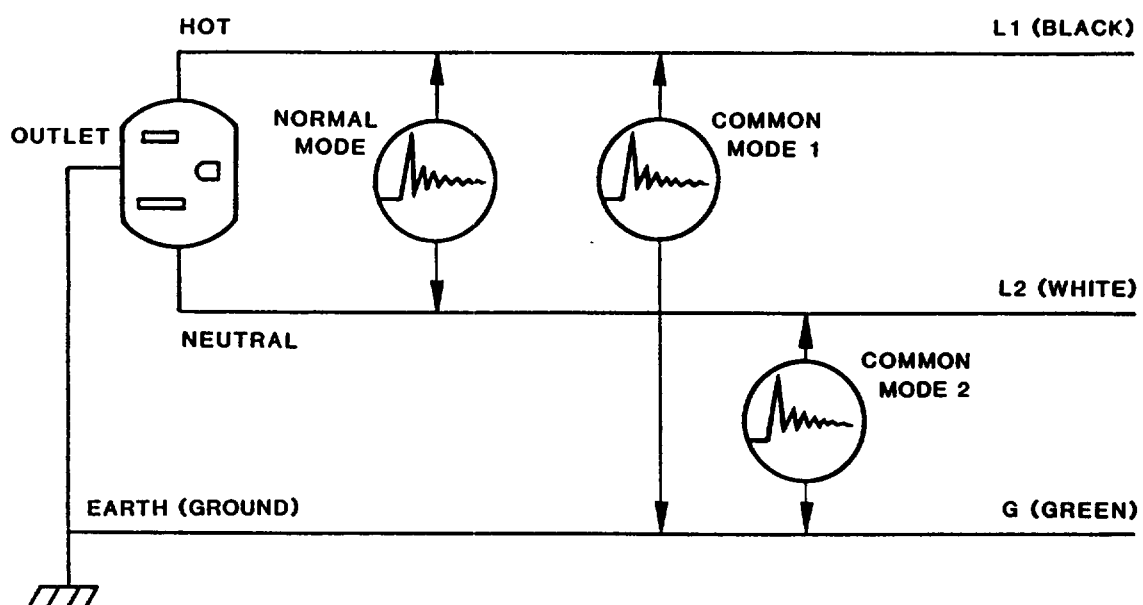 HOT
L1 (BLACK)
OUTLET
NORMAL
MODE
COMMON
MODE 1
L2 (WHITE)
NEUTRAL
COMMON
MODE 2
EARTH (GROUND)
G (GREEN)